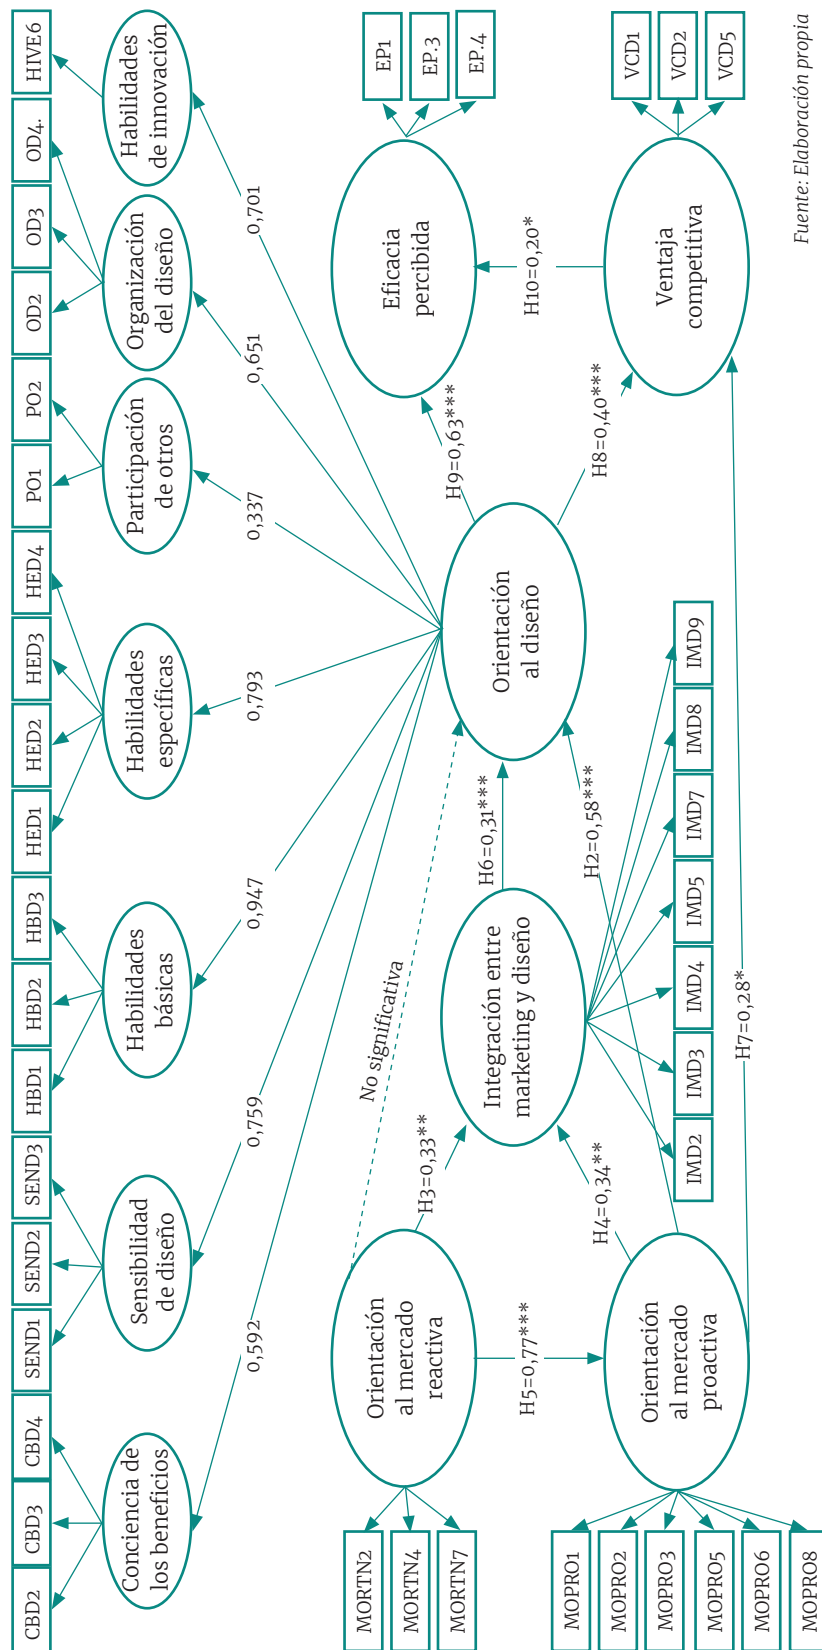 CBD2
CBD3
CBD4
SEND1
SEND2
SEND3
HBD1
HBD2
HBD3
HED1
HED2
HED3
HED4
PO1
PO2
OD2
OD3
OD4.
HIVE6
Conciencia de
los beneficios
Sensibilidad
de diseño
Habilidades
básicas
Habilidades
específicas
Participación
de otros
Organización
del diseño
Habilidades
de innovación
0,592
0,759
0,947
0,793
0,337
0,651
0,701
MORTN2
MORTN4
MORTN7
Orientación
al mercado
reactiva
No significativa
H3=0,33**
H5=0,77***
H4=0,34**
Integración entre
marketing y diseño
H6=0,31***
H2=0,58***
Orientación
al diseño
H9=0,63***
H8=0,40***
Eficacia
percibida
EP1
EP.3
EP.4
H10=0,20*
MOPRO1
MOPRO2
MOPRO3
MOPRO5
MOPRO6
MOPRO8
Orientación
al mercado
proactiva
IMD2
IMD3
IMD4
IMD5
IMD7
IMD8
IMD9
H7=0,28*
Ventaja
competitiva
VCD1
VCD2
VCD5
Fuente: Elaboración propia